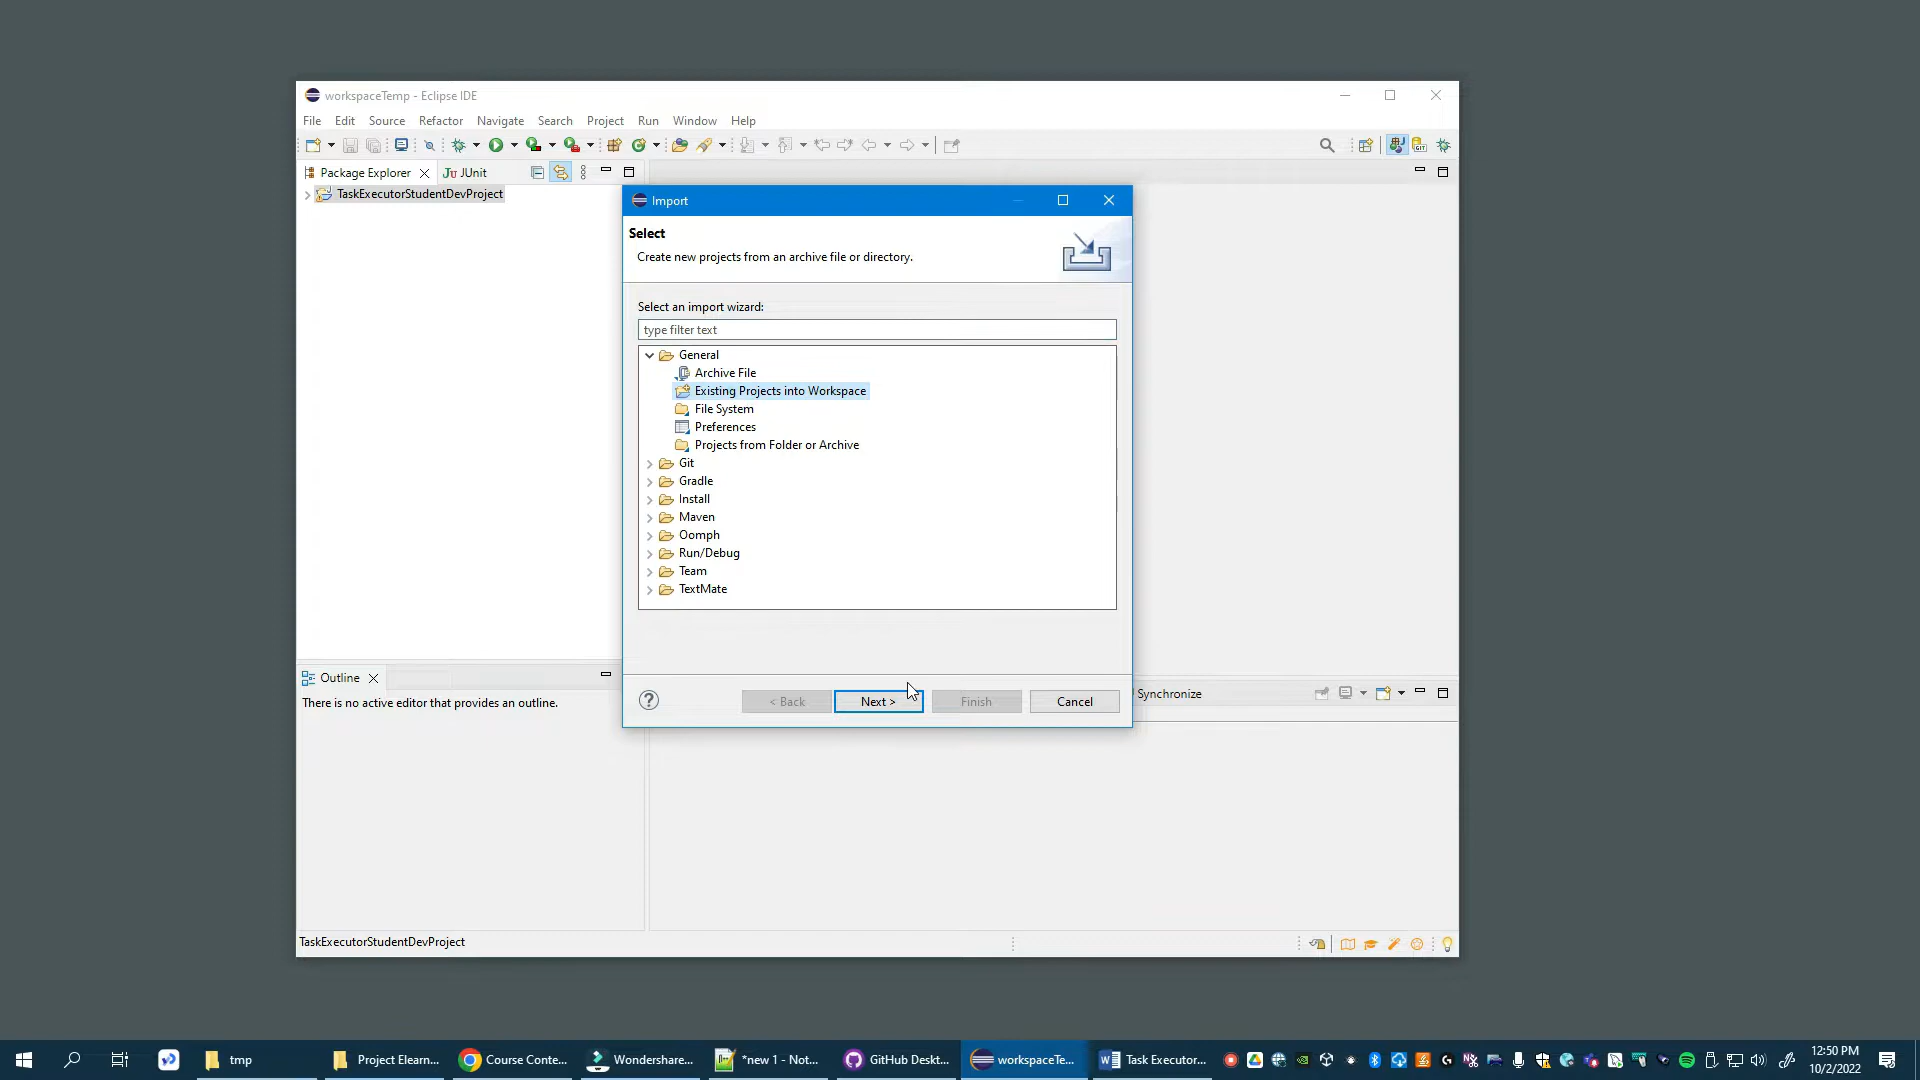 workspaceTemp - Eclipse IDE
File Edit Source Refactor Navigate Search Project Run Window Help
Package Explorer JUnit
TaskExecutorStudentDevProject
Import
Select
Create new projects from an archive file or directory.
Select an import wizard:
type filter text
General
Archive File
Existing Projects into Workspace
File System
Preferences
Projects from Folder or Archive
Git
Gradle
Install
Maven
Oomph
Run/Debug
Team
TextMate
< Back Next > Finish Cancel
Outline
There is no active editor that provides an outline.
Synchronize
TaskExecutorStudentDevProject
tmp Project Elearn... Course Conte... Wondershare... *new 1 - Not... GitHub Deskt... workspaceTe... Task Executor...
12:50 PM
10/2/2022